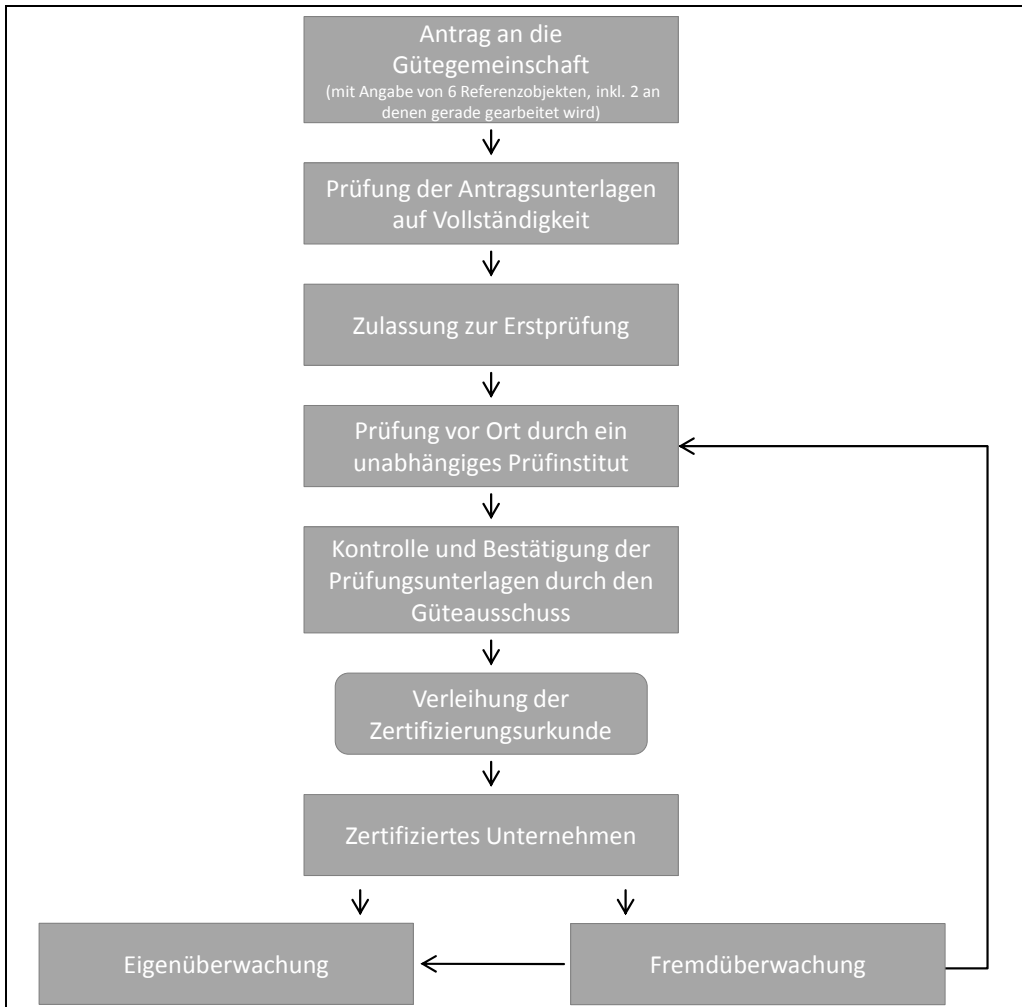 Antrag an die
Gütegemeinschaft
(mit Angabe von 6 Referenzobjekten, inkl. 2 an
denen gerade gearbeitet wird)
Prüfung der Antragsunterlagen
auf Vollständigkeit
Zulassung zur Erstprüfung
Prüfung vor Ort durch ein
unabhängiges Prüfinstitut
Kontrolle und Bestätigung der
Prüfungsunterlagen durch den
Güteausschuss
Verleihung der
Zertifizierungsurkunde
Zertifiziertes Unternehmen
Eigenüberwachung
Fremdüberwachung